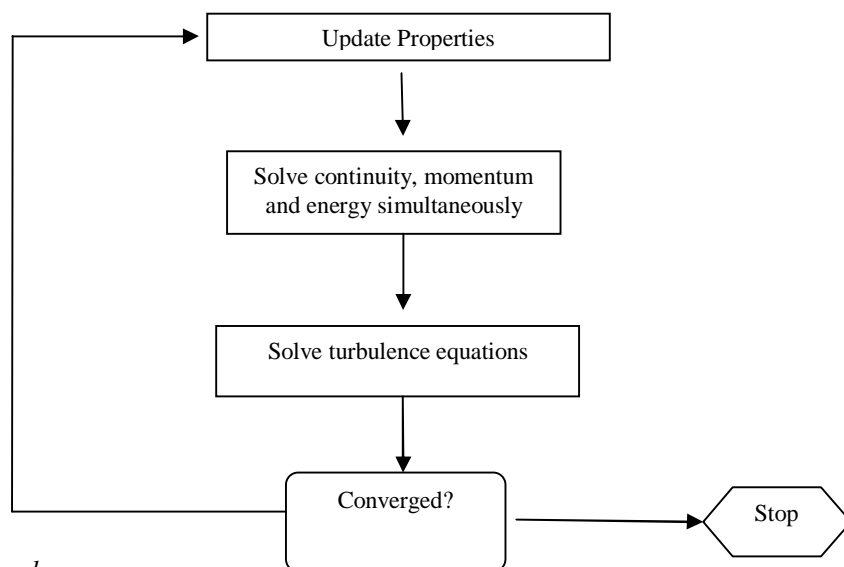 Update Properties
Solve continuity, momentum
and energy simultaneously
Solve turbulence equations
Converged?
Stop